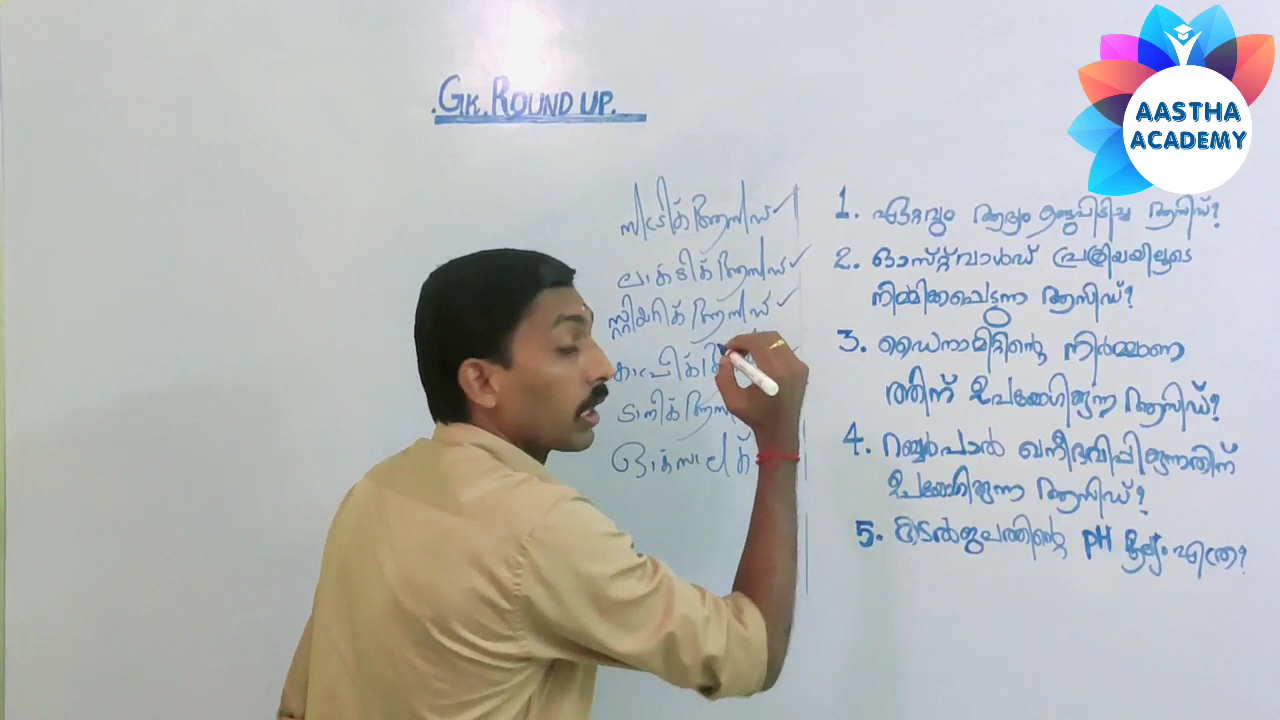 .GK. ROUND UP.
AASTHA
ACADEMY
സിട്രിക് ആസിഡ് ✓
ലാക്ടിക് ആസിഡ് ✓
സ്റ്റിയറിക് ആസിഡ് ✓
ടാനിക് ആസി
ഓക്സാലിക്
1. ഏറ്റവും ആദ്യം കണ്ടുപിടിച്ച ആസിഡ്?
2. ഓസ്റ്റ്‌വാൾഡ് പ്രക്രിയയിലൂടെ
നിർമ്മിക്കപ്പെടുന്ന ആസിഡ്?
3. ഡൈനാമിറ്റിന്റെ നിർമ്മാണ
ത്തിന് ഉപയോഗിക്കുന്ന ആസിഡ്?
4. റബ്ബർപാൽ ഖനീഭവിപ്പിക്കുന്നതിന്
ഉപയോഗിക്കുന്ന ആസിഡ്?
5. കടൽജലത്തിന്റെ pH മൂല്യം എന്ത്?